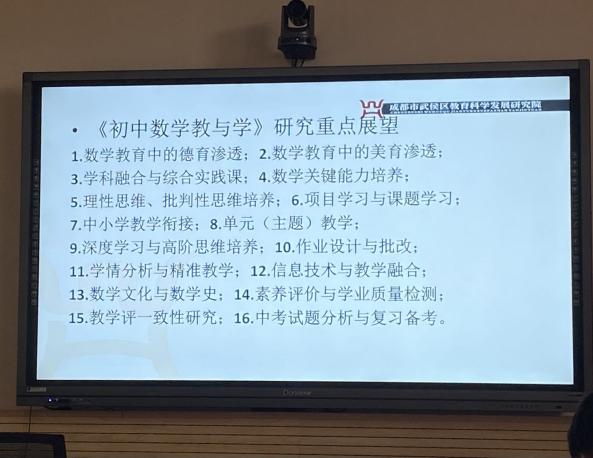 成都市武侯区教育科学发展研究院
• 《初中数学教与学》研究重点展望
1.数学教育中的德育渗透；2.数学教育中的美育渗透；
3.学科融合与综合实践课；4.数学关键能力培养；
5.理性思维、批判性思维培养；6.项目学习与课题学习；
7.中小学教学衔接；8.单元（主题）教学；
9.深度学习与高阶思维培养；10.作业设计与批改；
11.学情分析与精准教学；12.信息技术与教学融合；
13.数学文化与数学史；14.素养评价与学业质量检测；
15.教学评一致性研究；16.中考试题分析与复习备考。